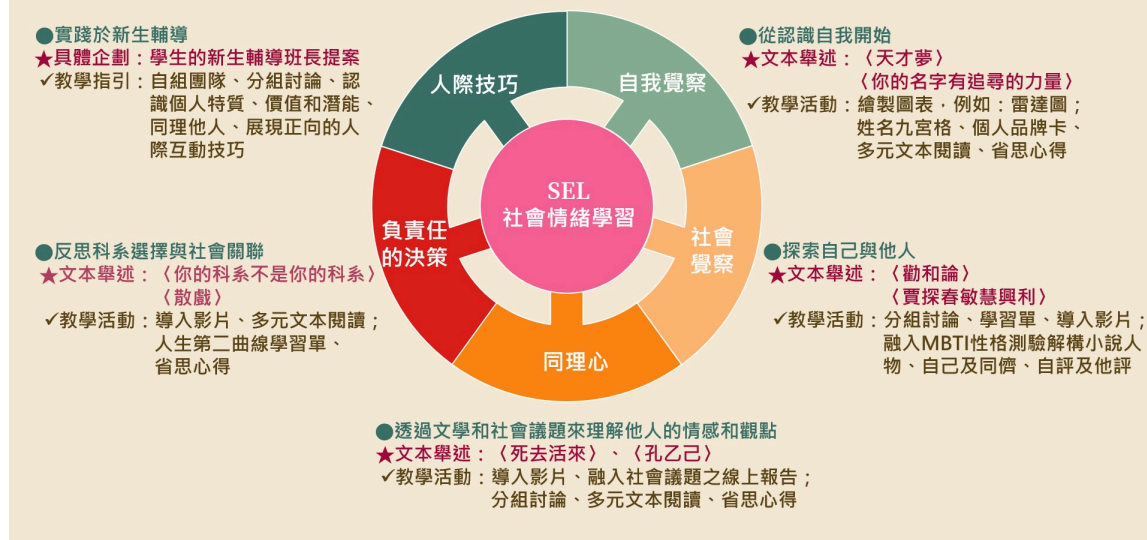 ●實踐於新生輔導
★具體企劃：學生的新生輔導班長提案
✓教學指引：自組團隊、分組討論、認
識個人特質、價值和潛能、
同理他人、展現正向的人
際互動技巧
●從認識自我開始
★文本舉述：〈天才夢〉
〈你的名字有追尋的力量〉
✓教學活動：繪製圖表，例如：雷達圖；
姓名九宮格、個人品牌卡、
多元文本閱讀、省思心得
人際技巧
自我覺察
SEL
社會情緒學習
負責任
的決策
社會
覺察
同理心
●反思科系選擇與社會關聯
★文本舉述：〈你的科系不是你的科系〉
〈散戲〉
✓教學活動：導入影片、多元文本閱讀；
人生第二曲線學習單、
省思心得
●探索自己與他人
★文本舉述：〈勸和論〉
〈賈探春敏慧興利〉
✓教學活動：分組討論、學習單、導入影片；
融入MBTI性格測驗解構小說人
物、自己及同儕、自評及他評
●透過文學和社會議題來理解他人的情感和觀點
★文本舉述：〈死去活來〉、〈孔乙己〉
✓教學活動：導入影片、融入社會議題之線上報告；
分組討論、多元文本閱讀、省思心得